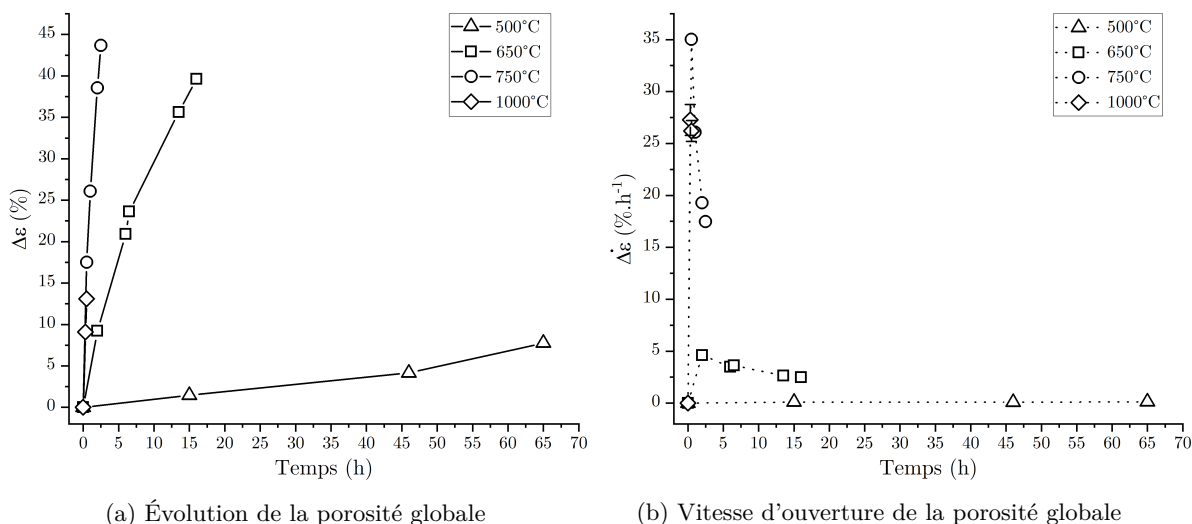 45
40
35
30
25
20
15
10
5
0
Δε (%)
0 5 10 15 20 25 30 35 40 45 50 55 60 65 70
Temps (h)
500°C
650°C
750°C
1000°C
(a) Évolution de la porosité globale
35
30
25
20
15
10
5
0
Δε̇ (%.h⁻¹)
0 5 10 15 20 25 30 35 40 45 50 55 60 65 70
Temps (h)
500°C
650°C
750°C
1000°C
(b) Vitesse d'ouverture de la porosité globale